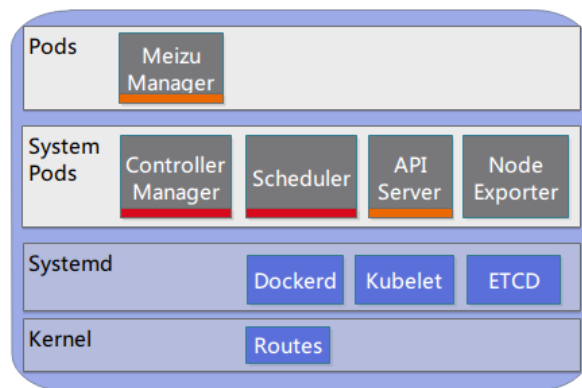 Pods
Meizu
Manager
System
Pods
Controller
Manager
Scheduler
API
Server
Node
Exporter
Systemd
Dockerd
Kubelet
ETCD
Kernel
Routes